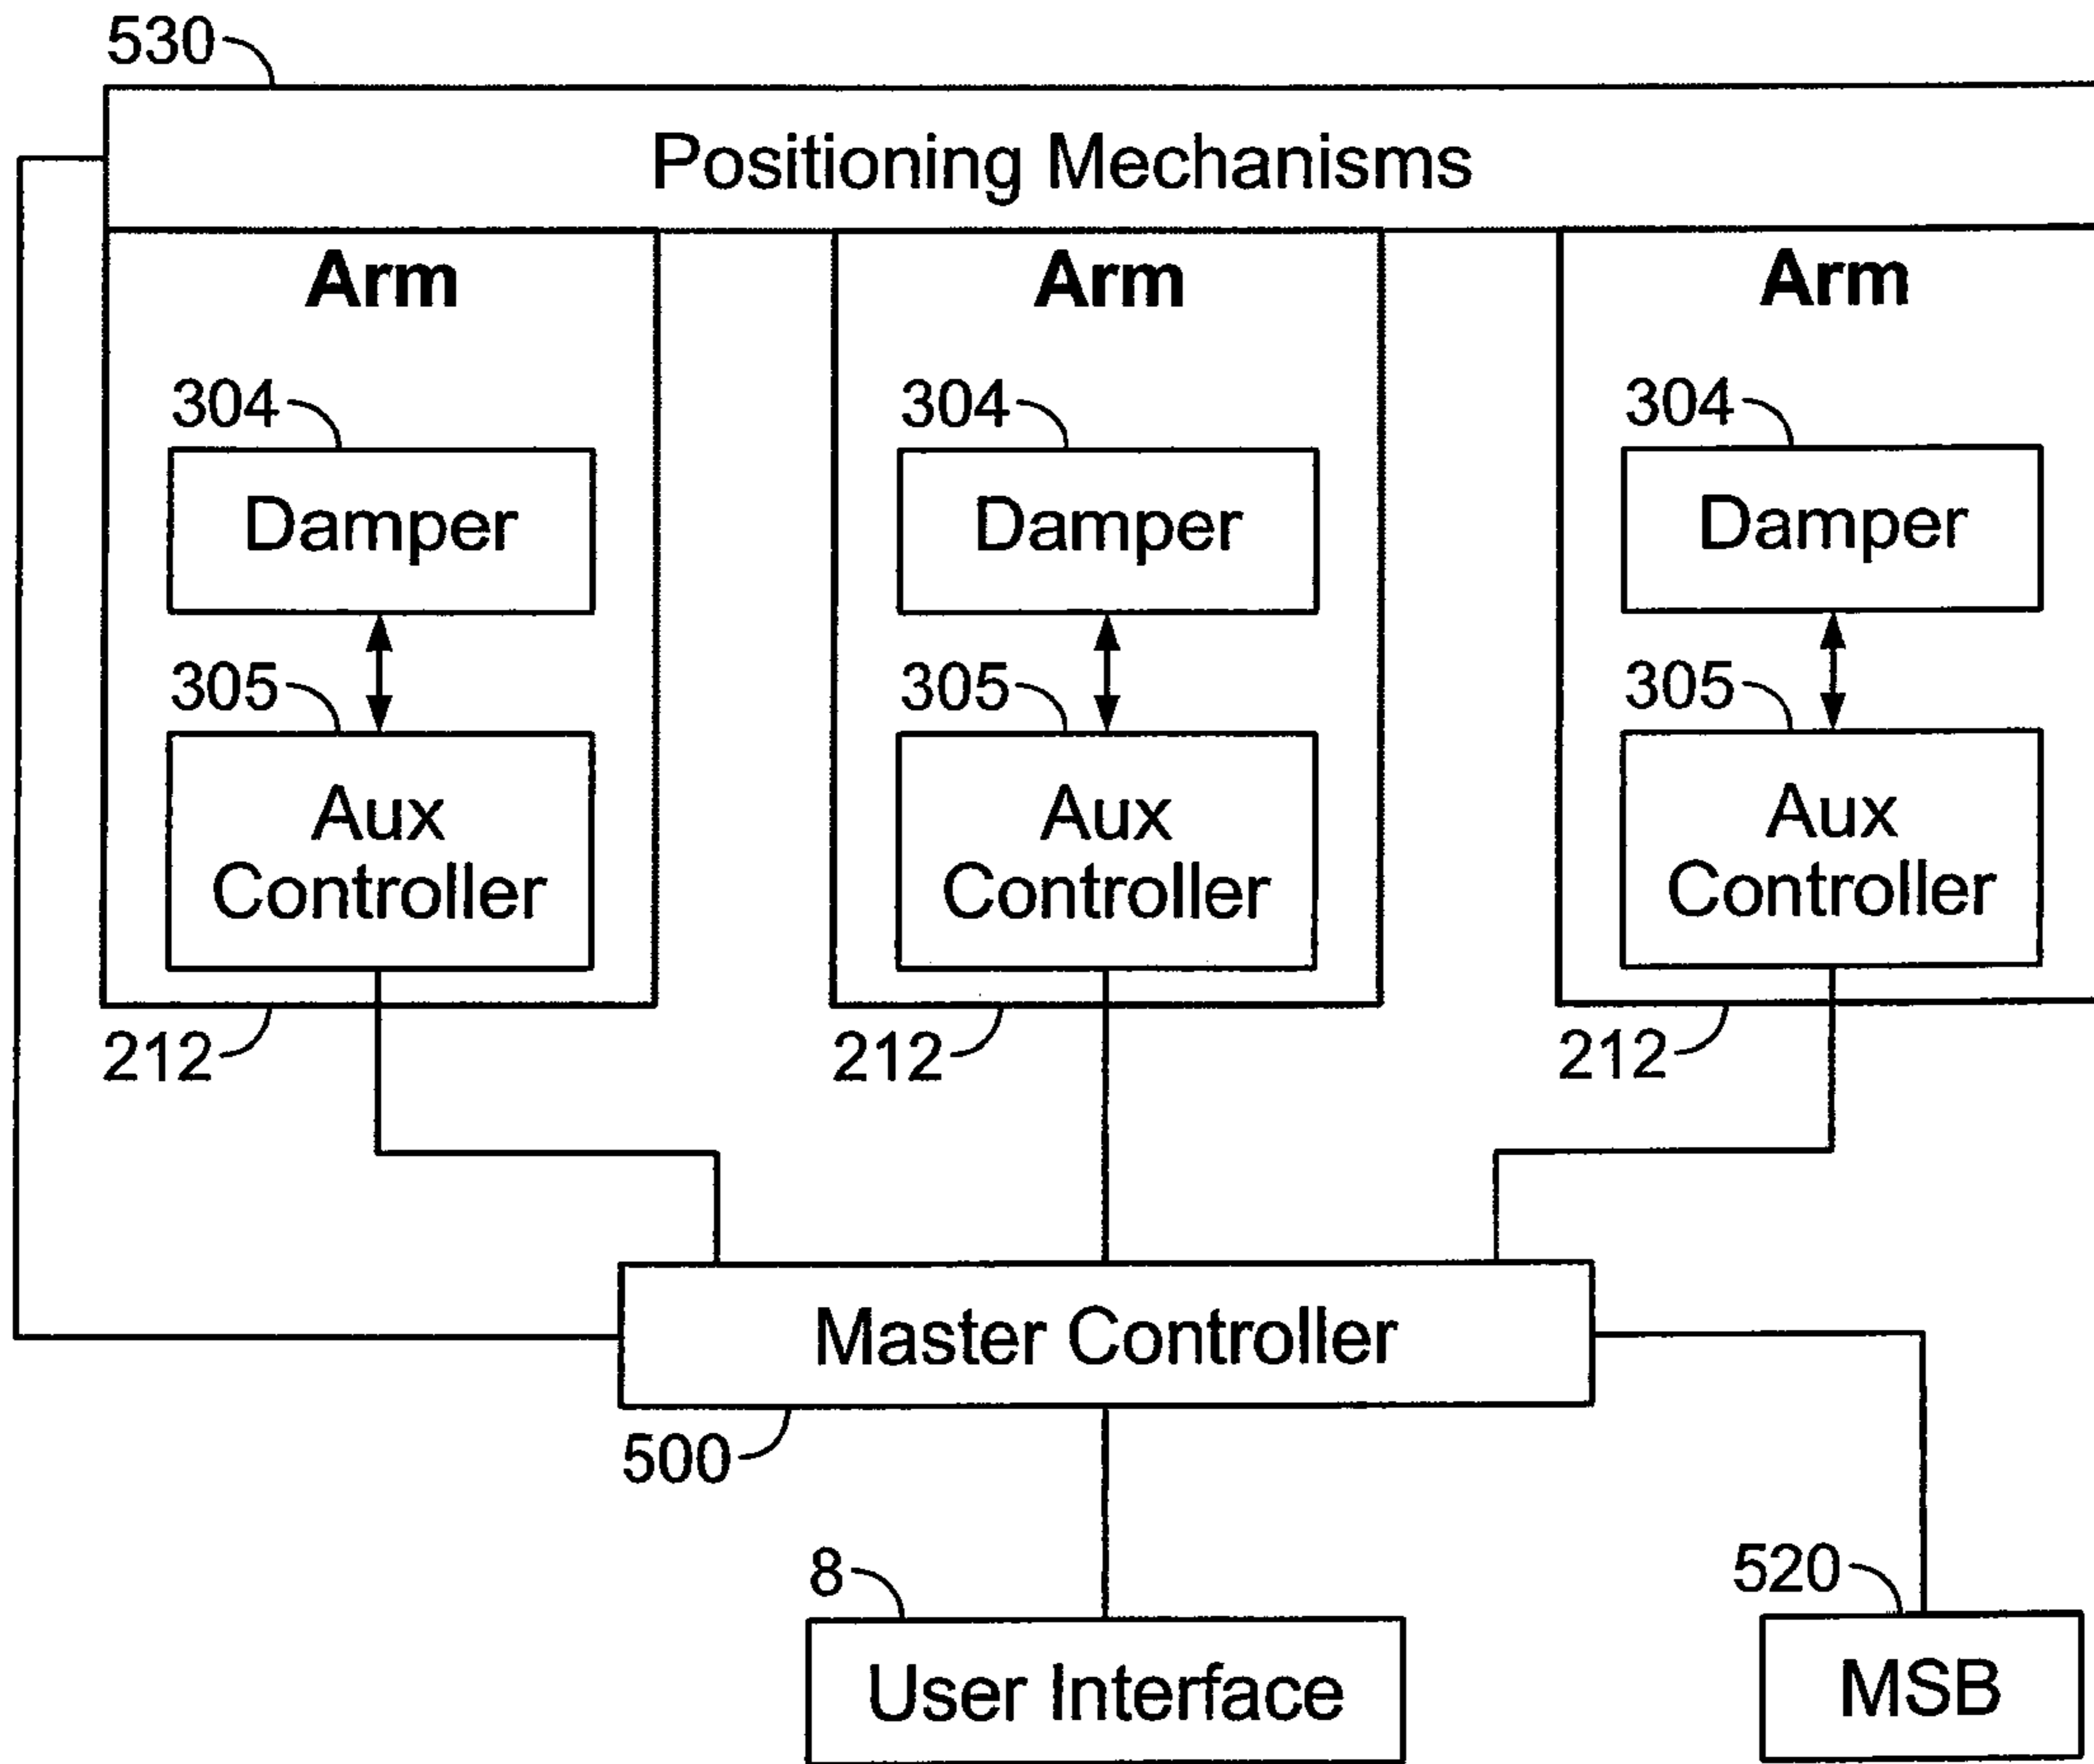 530
Positioning Mechanisms
Arm Arm Arm
304 304 304
Damper Damper Damper
305 305 305
Aux Aux Aux
Controller Controller Controller
212 212 212
Master Controller
500
8 520
User Interface MSB